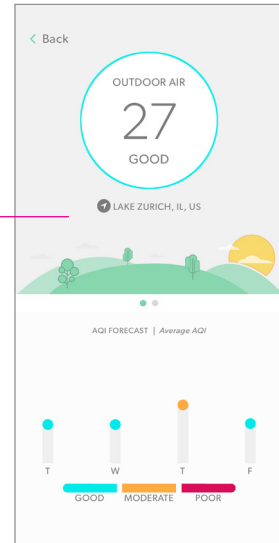 Back
OUTDOOR AIR
27
GOOD
LAKE ZURICH, IL, US
AQI FORECAST | Average AQI
T W T F
GOOD MODERATE POOR